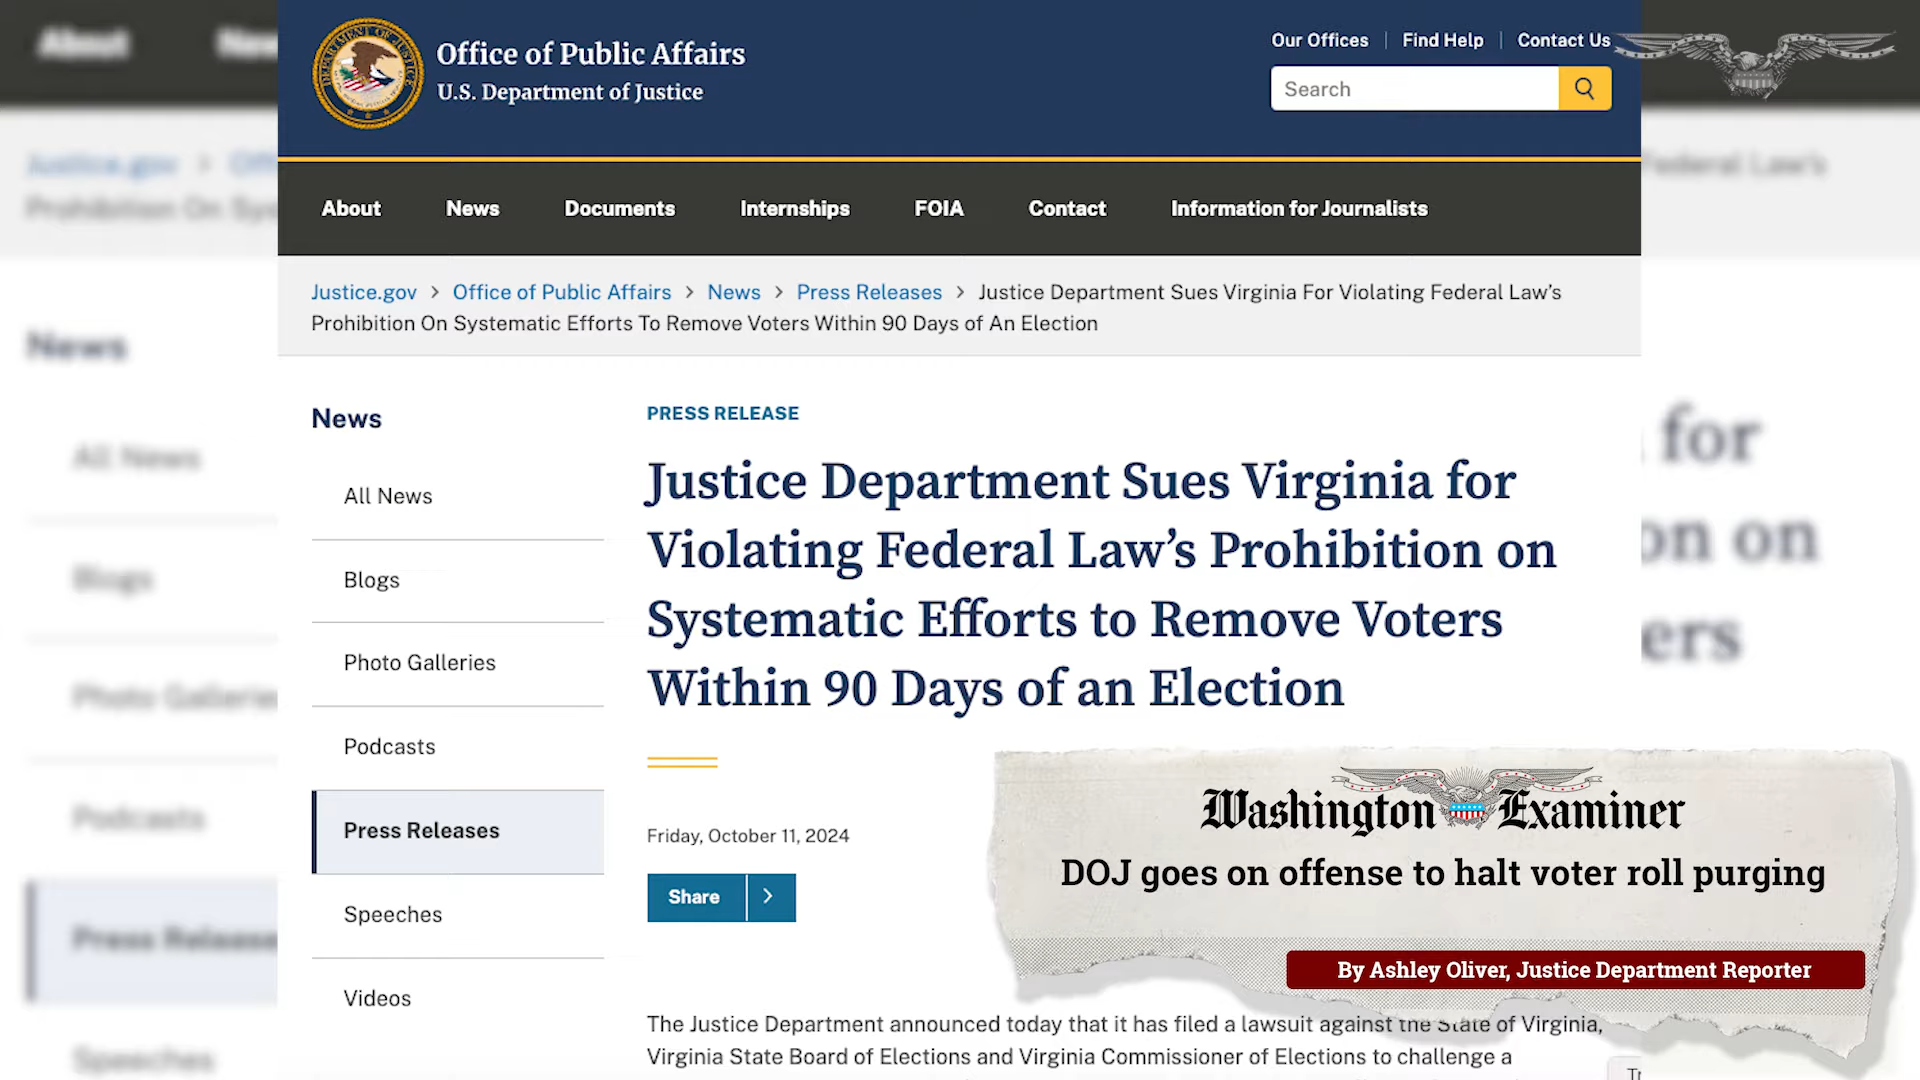 Office of Public Affairs
U.S. Department of Justice
Our Offices
Find Help
Contact Us
Search
About
News
Documents
Internships
FOIA
Contact
Information for Journalists
Justice.gov > Office of Public Affairs > News > Press Releases > Justice Department Sues Virginia For Violating Federal Law’s
Prohibition On Systematic Efforts To Remove Voters Within 90 Days of An Election
News
All News
Blogs
Photo Galleries
Podcasts
Press Releases
Speeches
Videos
PRESS RELEASE
Justice Department Sues Virginia for
Violating Federal Law’s Prohibition on
Systematic Efforts to Remove Voters
Within 90 Days of an Election
Friday, October 11, 2024
Share
The Justice Department announced today that it has filed a lawsuit against the State of Virginia,
Virginia State Board of Elections and Virginia Commissioner of Elections to challenge a
Washington Examiner
DOJ goes on offense to halt voter roll purging
By Ashley Oliver, Justice Department Reporter